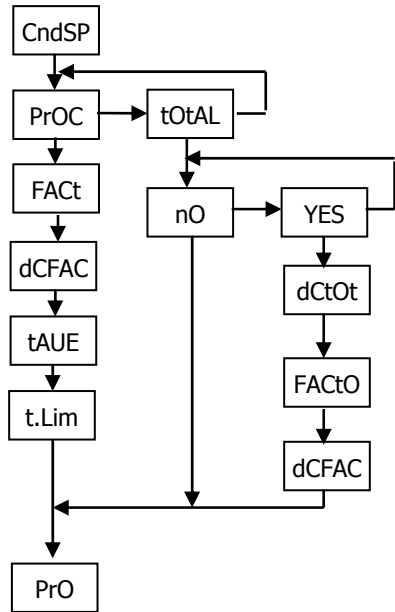 CndSP
PrOC
tOtAL
FACt
nO
YES
dCFAC
dCtOt
tAUE
FACtO
t.Lim
dCFAC
PrO